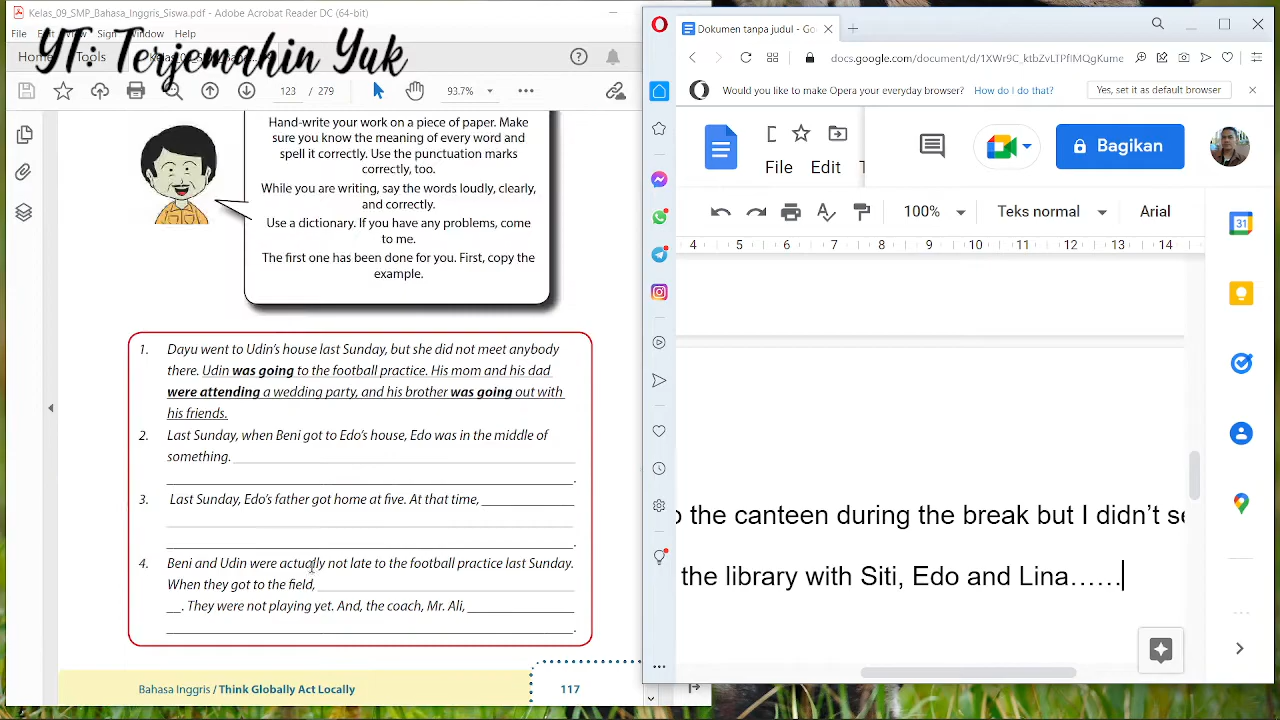 Kelas_09_SMP_Bahasa_Inggris_Siswa.pdf - Adobe Acrobat Reader DC (64-bit)
File Edit View Sign Window Help
YT: Terjemahin Yuk
Home Tools
123 / 279
93.7%
Hand-write your work on a piece of paper. Make
sure you know the meaning of every word and
spell it correctly. Use the punctuation marks
correctly, too.
While you are writing, say the words loudly, clearly,
and correctly.
Use a dictionary. If you have any problems, come
to me.
The first one has been done for you. First, copy the
example.
1. Dayu went to Udin's house last Sunday, but she did not meet anybody
there. Udin was going to the football practice. His mom and his dad
were attending a wedding party, and his brother was going out with
his friends.
2. Last Sunday, when Beni got to Edo's house, Edo was in the middle of
something.
3. Last Sunday, Edo's father got home at five. At that time,
4. Beni and Udin were actually not late to the football practice last Sunday.
When they got to the field,
__. They were not playing yet. And, the coach, Mr. Ali,
Bahasa Inggris / Think Globally Act Locally
117
Dokumen tanpa judul - Go
docs.google.com/document/d/1XWr9C_ktbZvLTPflMQgKume
Would you like to make Opera your everyday browser? How do I do that? Yes, set it as default browser
File Edit
Bagikan
100% Teks normal Arial
4 5 6 7 8 9 10 11 12 13 14
31
o the canteen during the break but I didn't se
the library with Siti, Edo and Lina……